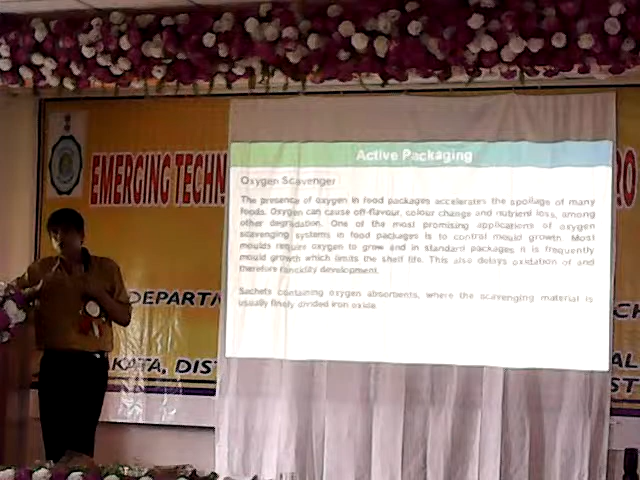 Active Packaging
EMERGING TECHN
RO
Oxygen Scavenger
The presence of oxygen in food packages accelerates the spoilage of many
foods. Oxygen can cause off-flavour, colour change and nutrient loss, among
other degradation. One of the most promising applications of oxygen
scavenging systems in food packages is to control mould growth. Most
moulds require oxygen to grow and in standard packages it is frequently
mould growth which limits the shelf life. This also delays oxidation of and
therefore rancidity development.
Sachets containing oxygen absorbents, where the scavenging material is
usually finely divided iron oxide
DEPARTM
CH
KATA, DIST
AL
ST